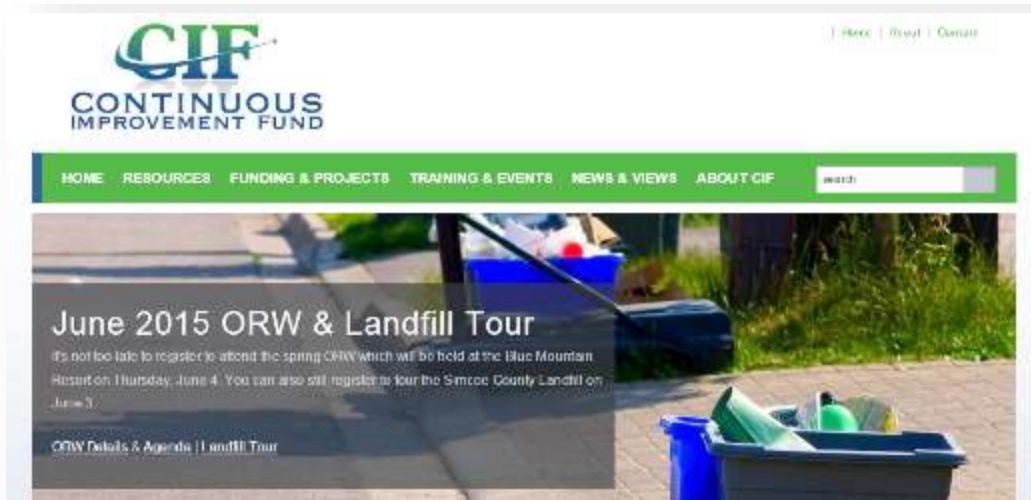 CIF
CONTINUOUS
IMPROVEMENT FUND
| Home | About | Contact
HOME RESOURCES FUNDING & PROJECTS TRAINING & EVENTS NEWS & VIEWS ABOUT CIF search
June 2015 ORW & Landfill Tour
It's not too late to register to attend the spring ORW which will be held at the Blue Mountain
Resort on Thursday, June 4. You can also still register to tour the Simcoe County Landfill on
June 3.
ORW Details & Agenda | Landfill Tour